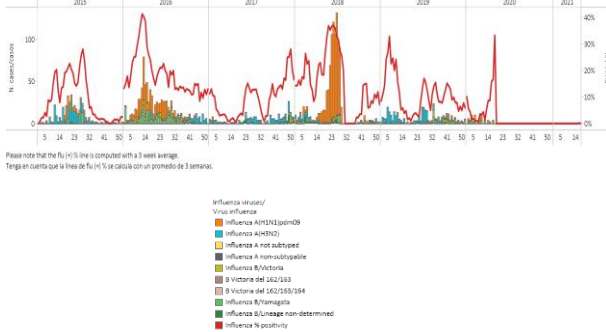 2015 2016 2017 2018 2019 2020 2021
N. cases/casos
100
50
0
40%
30%
20%
10%
0%
5 14 23 32 41 50 5 14 23 32 41 50 5 14 23 32 41 50 5 14 23 32 41 50 5 14 23 32 41 50 5 14 23 32 41 50 5 14
Please note that the flu (+) % line is computed with a 3 week average.
Tenga en cuenta que la línea de flu (+) % se calcula con un promedio de 3 semanas.
Influenza viruses/
Virus influenza
Influenza A(H1N1)pdm09
Influenza A(H3N2)
Influenza A not subtyped
Influenza A non-subtypable
Influenza B/Victoria
B Victoria del 162/163
B Victoria del 162/163/164
Influenza B/Yamagata
Influenza B/Lineage non-determined
Influenza % positivity